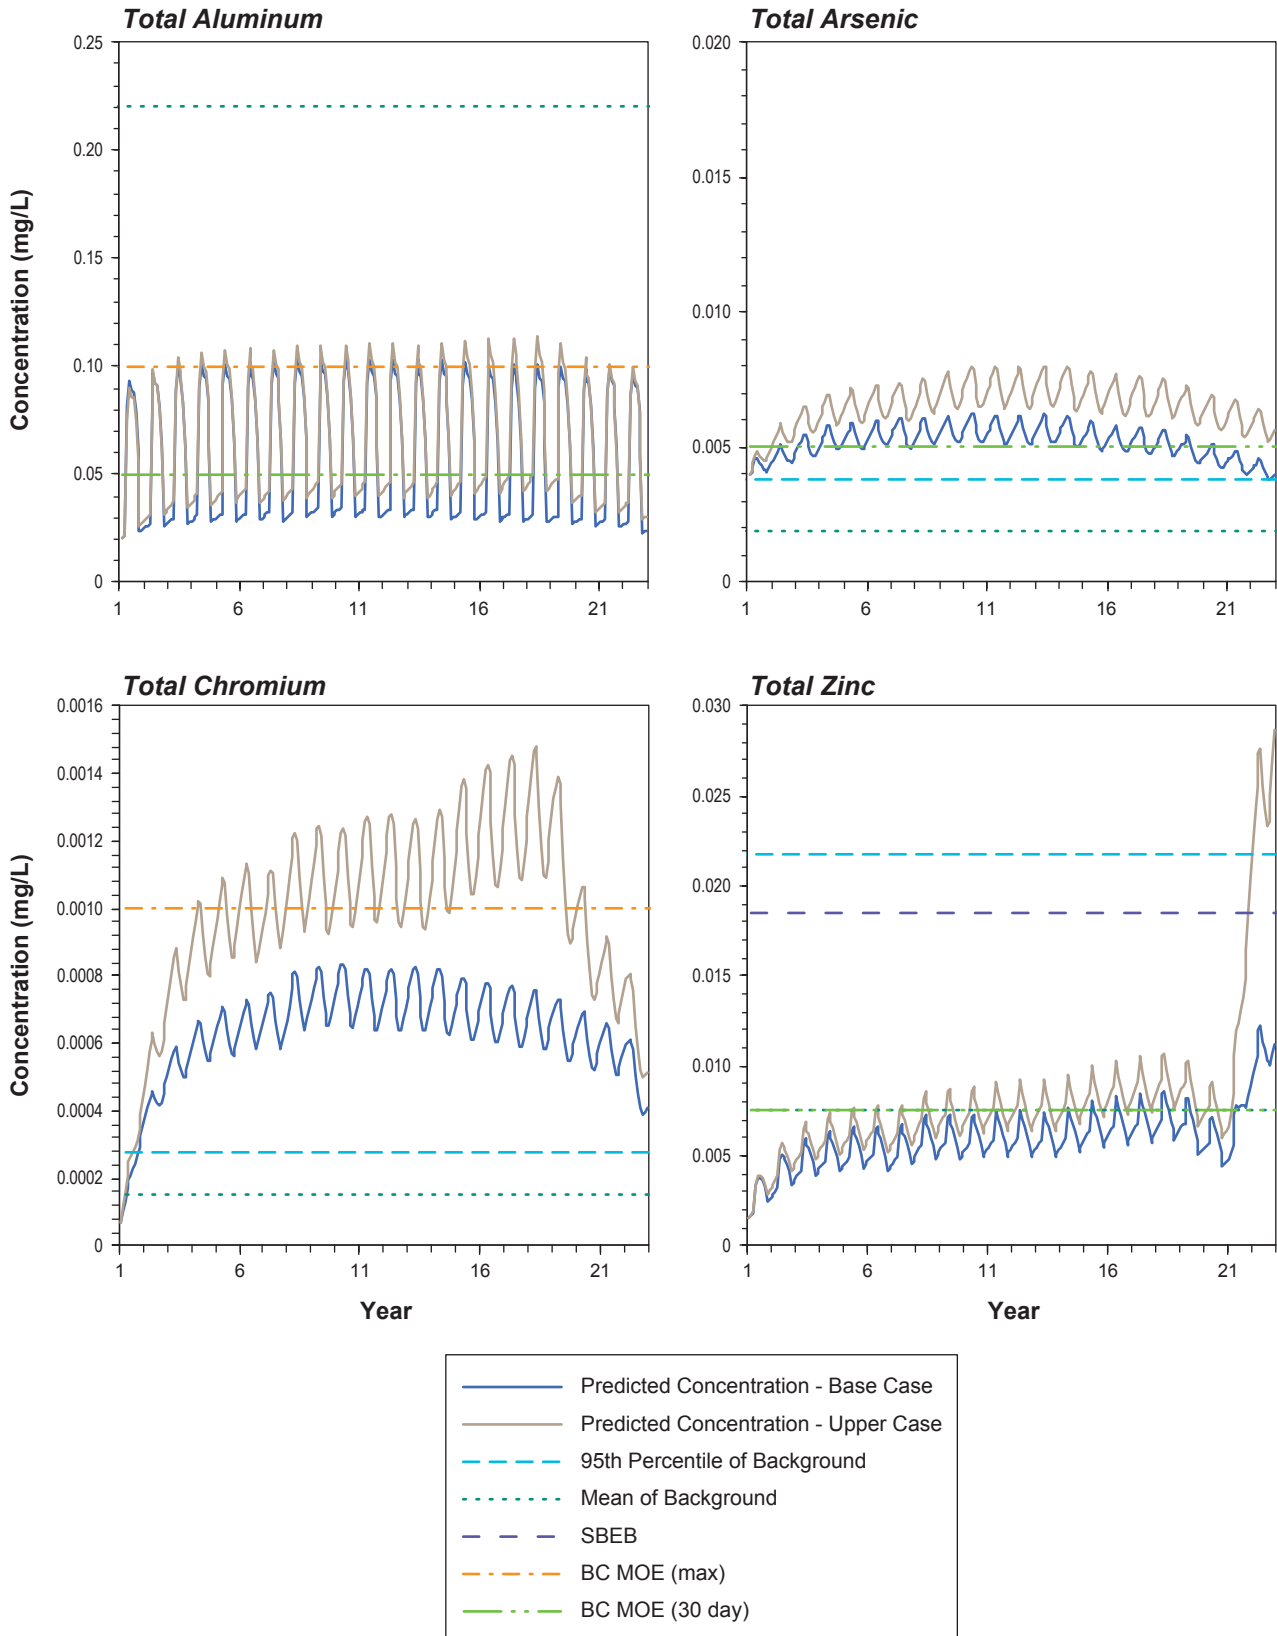 Total Aluminum
Total Arsenic
0.25
0.20
0.15
0.10
0.05
0
Concentration (mg/L)
1 6 11 16 21
0.020
0.015
0.010
0.005
0
1 6 11 16 21
Total Chromium
Total Zinc
0.0016
0.0014
0.0012
0.0010
0.0008
0.0006
0.0004
0.0002
0
Concentration (mg/L)
1 6 11 16 21
Year
0.030
0.025
0.020
0.015
0.010
0.005
0
1 6 11 16 21
Year
Predicted Concentration - Base Case
Predicted Concentration - Upper Case
95th Percentile of Background
Mean of Background
SBEB
BC MOE (max)
BC MOE (30 day)